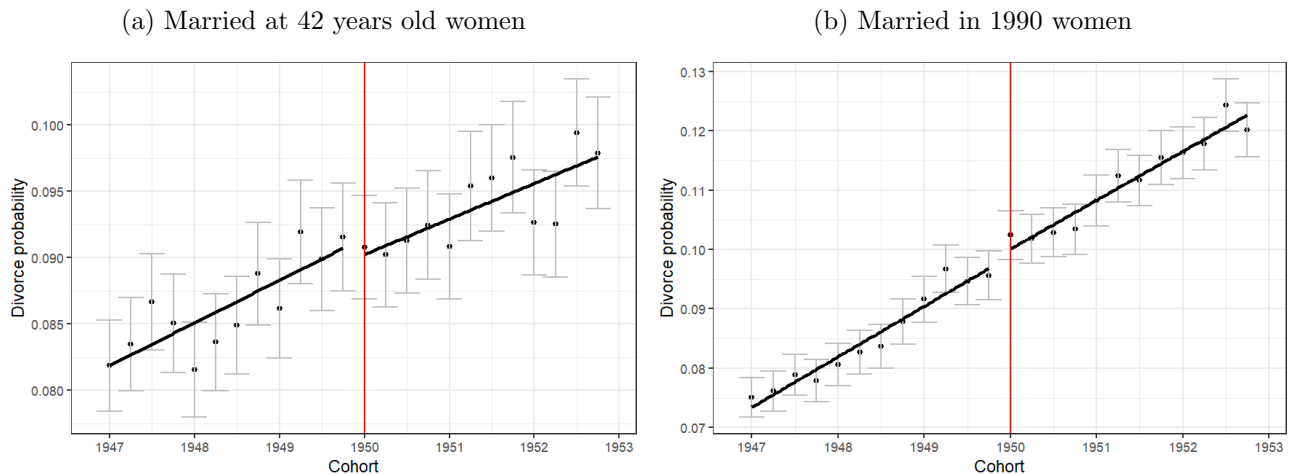 (a) Married at 42 years old women
Divorce probability
0.100
0.095
0.090
0.085
0.080
1947 1948 1949 1950 1951 1952 1953
Cohort
(b) Married in 1990 women
Divorce probability
0.13
0.12
0.11
0.10
0.09
0.08
0.07
1947 1948 1949 1950 1951 1952 1953
Cohort